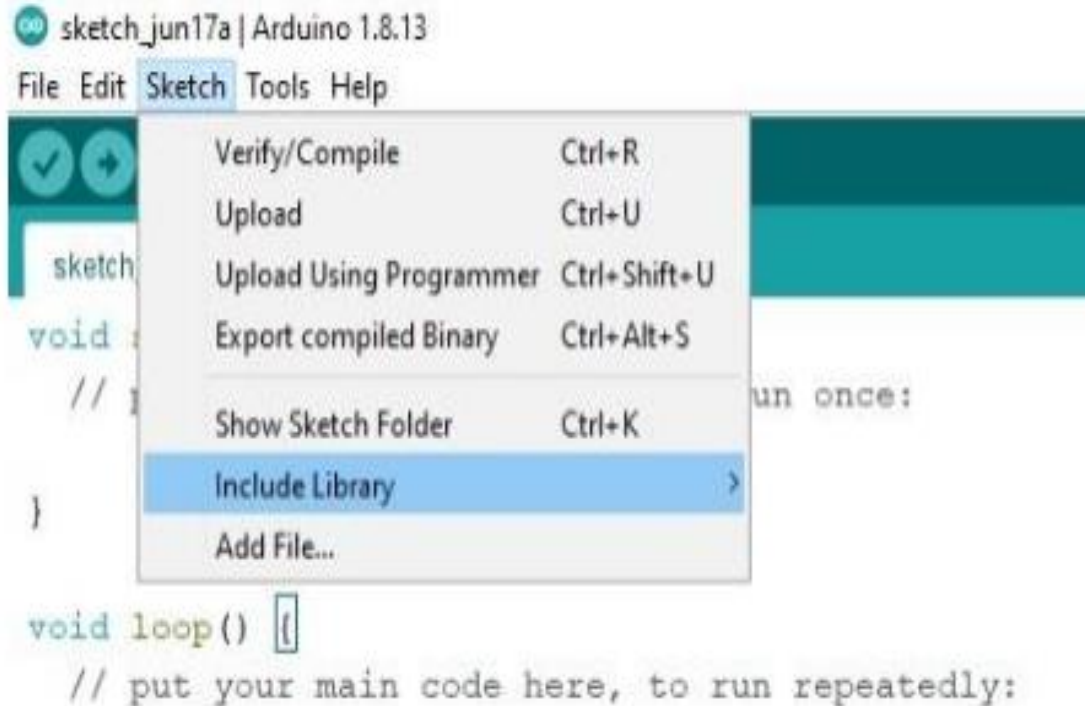 sketch_jun17a | Arduino 1.8.13
File Edit Sketch Tools Help
Verify/Compile Ctrl+R
Upload Ctrl+U
sketch
Upload Using Programmer Ctrl+Shift+U
void
Export compiled Binary Ctrl+Alt+S
// un once:
Show Sketch Folder Ctrl+K
Include Library >
}
Add File...
void loop() {
// put your main code here, to run repeatedly: